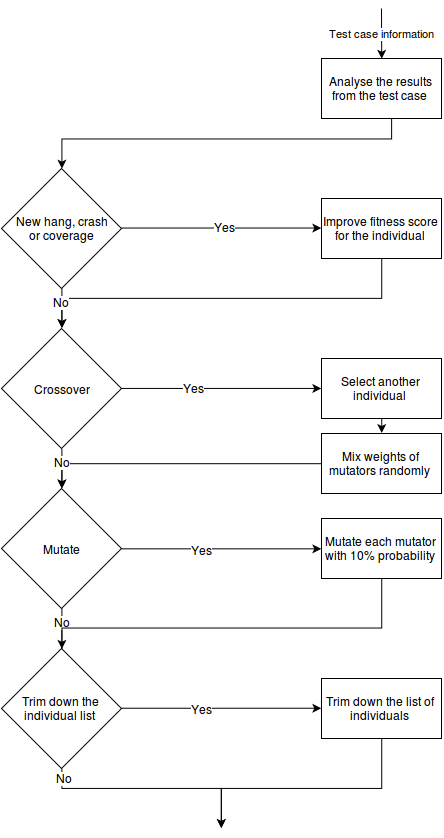 Test case information
Analyse the results
from the test case
New hang, crash
or coverage
Yes
Improve fitness score
for the individual
No
Crossover
Yes
Select another
individual
Mix weights of
mutators randomly
No
Mutate
Yes
Mutate each mutator
with 10% probability
No
Trim down the
individual list
Yes
Trim down the list of
individuals
No